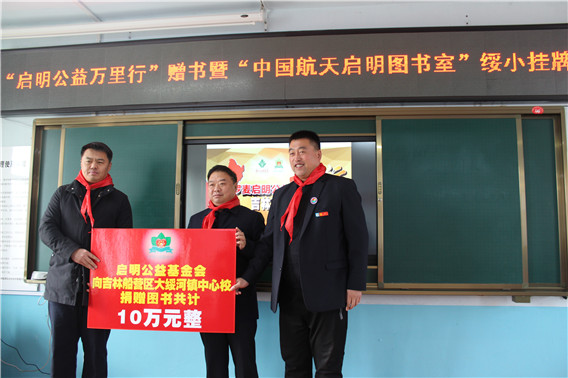 “启明公益万里行”赠书暨“中国航天启明图书室”绥小挂牌
启明公益基金会
向吉林船营区大绥河镇中心校
捐赠图书共计
10万元整